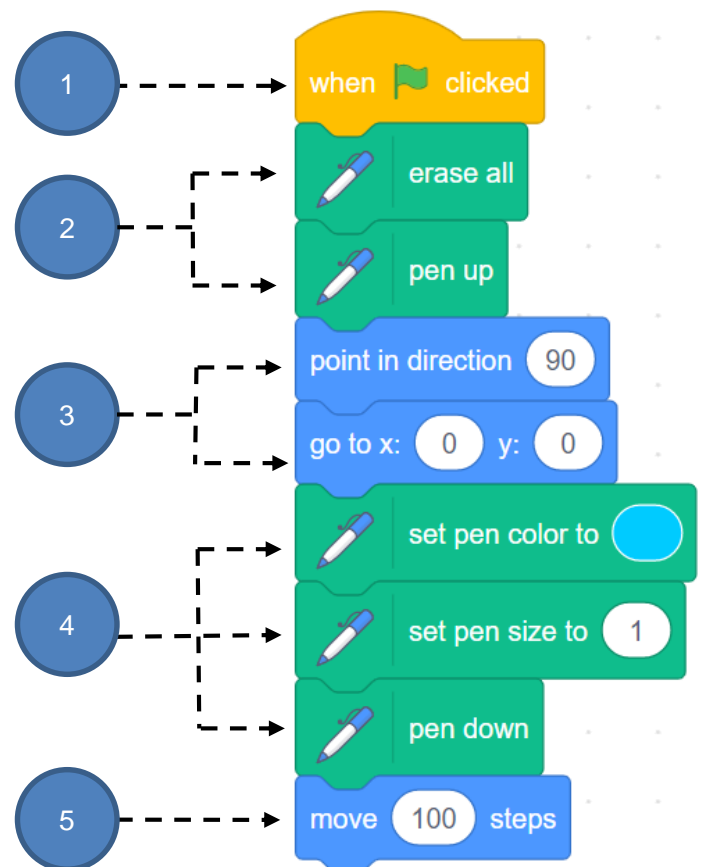 1
when clicked
erase all
2
pen up
point in direction 90
3
go to x: 0 y: 0
set pen color to
4
set pen size to 1
pen down
5
move 100 steps